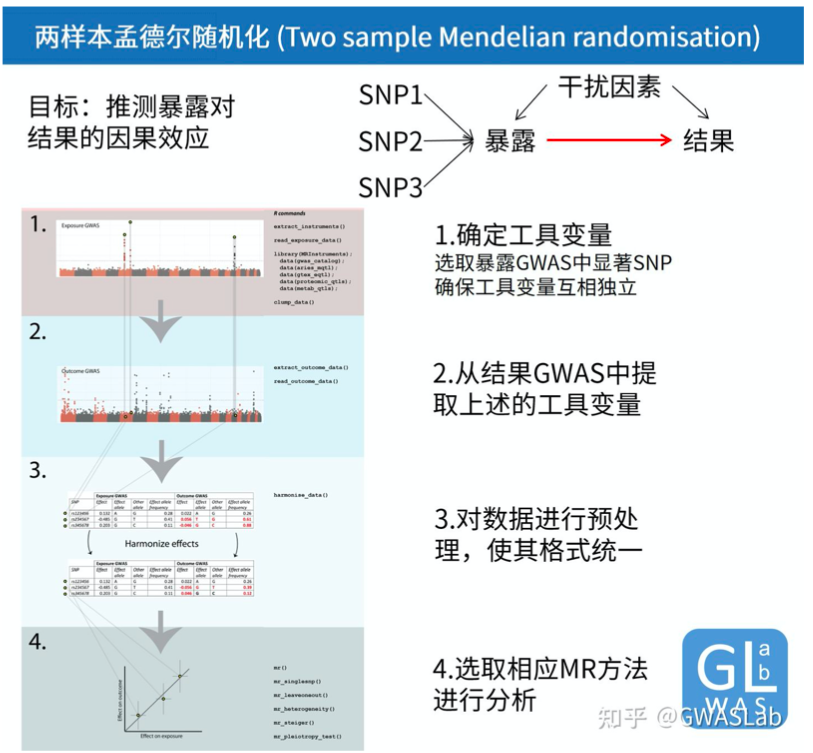 两样本孟德尔随机化 (Two sample Mendelian randomisation)
目标：推测暴露对
结果的因果效应
SNP1
SNP2
SNP3
干扰因素
暴露
结果
1.
Exposure GWAS
R commands
extract_instruments()
read_exposure_data()
library(MRInstruments);
data(gwas_catalog);
data(aries_mqtl);
data(gtex_eqtl);
data(proteomic_qtls);
data(metab_qtls);
clump_data()
1.确定工具变量
选取暴露GWAS中显著SNP
确保工具变量互相独立
2.
Outcome GWAS
extract_outcome_data()
read_outcome_data()
2.从结果GWAS中提
取上述的工具变量
3.
Exposure GWAS Outcome GWAS
SNP Effect Effect allele Other allele Effect allele frequency Effect Effect allele Other allele Effect allele frequency
rs123456 0.132 A G 0.28 0.022 A G 0.26
rs234567 -0.485 G T 0.41 0.056 T G 0.61
rs345678 0.203 G C 0.11 -0.046 G C 0.88
Harmonize effects
Exposure GWAS Outcome GWAS
SNP Effect Effect allele Other allele Effect allele frequency Effect Effect allele Other allele Effect allele frequency
rs123456 0.132 A G 0.28 0.022 A G 0.26
rs234567 -0.485 G T 0.41 -0.056 G T 0.39
rs345678 0.203 G C 0.11 0.046 G C 0.12
harmonise_data()
3.对数据进行预处
理，使其格式统一
4.
Effect on outcome
Effect on exposure
mr()
mr_singlesnp()
mr_leaveoneout()
mr_heterogeneity()
mr_steiger()
mr_pleiotropy_test()
4.选取相应MR方法
进行分析
GLab
WAS
知乎 @GWASLab